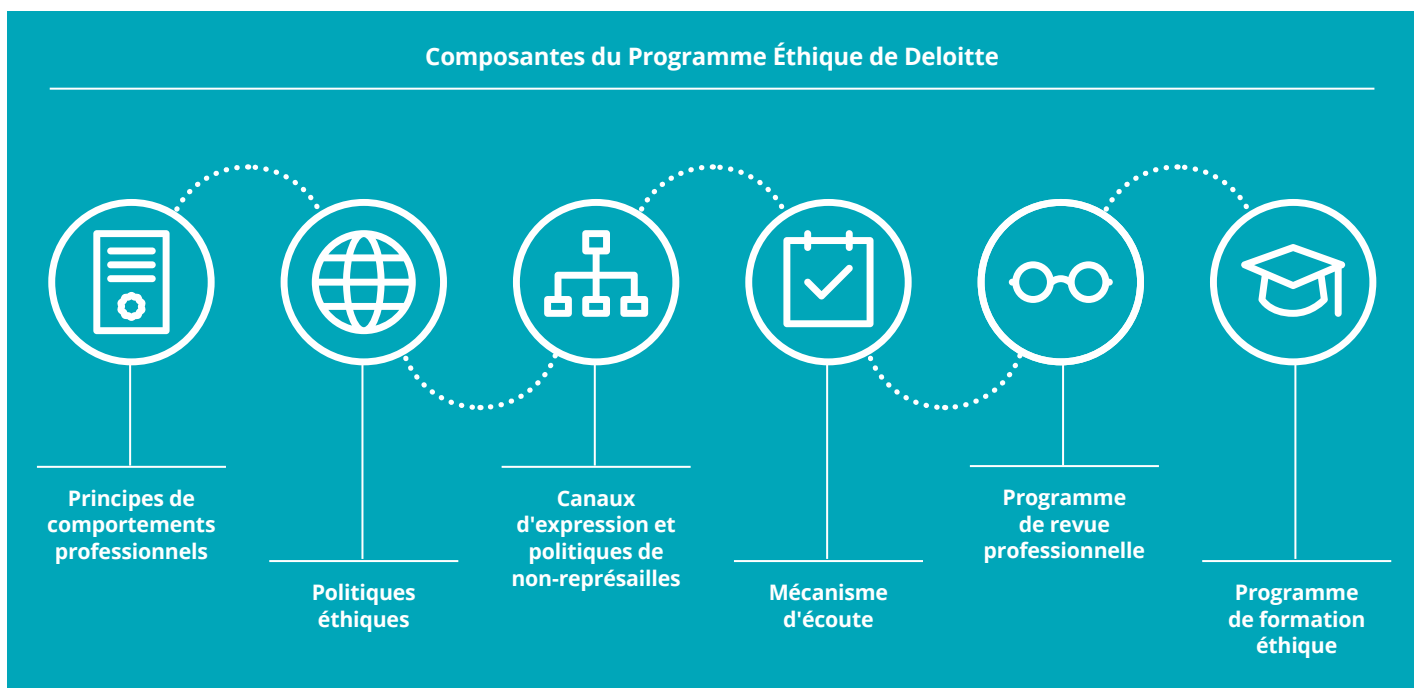 Composantes du Programme Éthique de Deloitte
Principes de
comportements
professionnels
Politiques
éthiques
Canaux
d'expression et
politiques de
non-représailles
Mécanisme
d'écoute
Programme
de revue
professionnelle
Programme
de formation
éthique